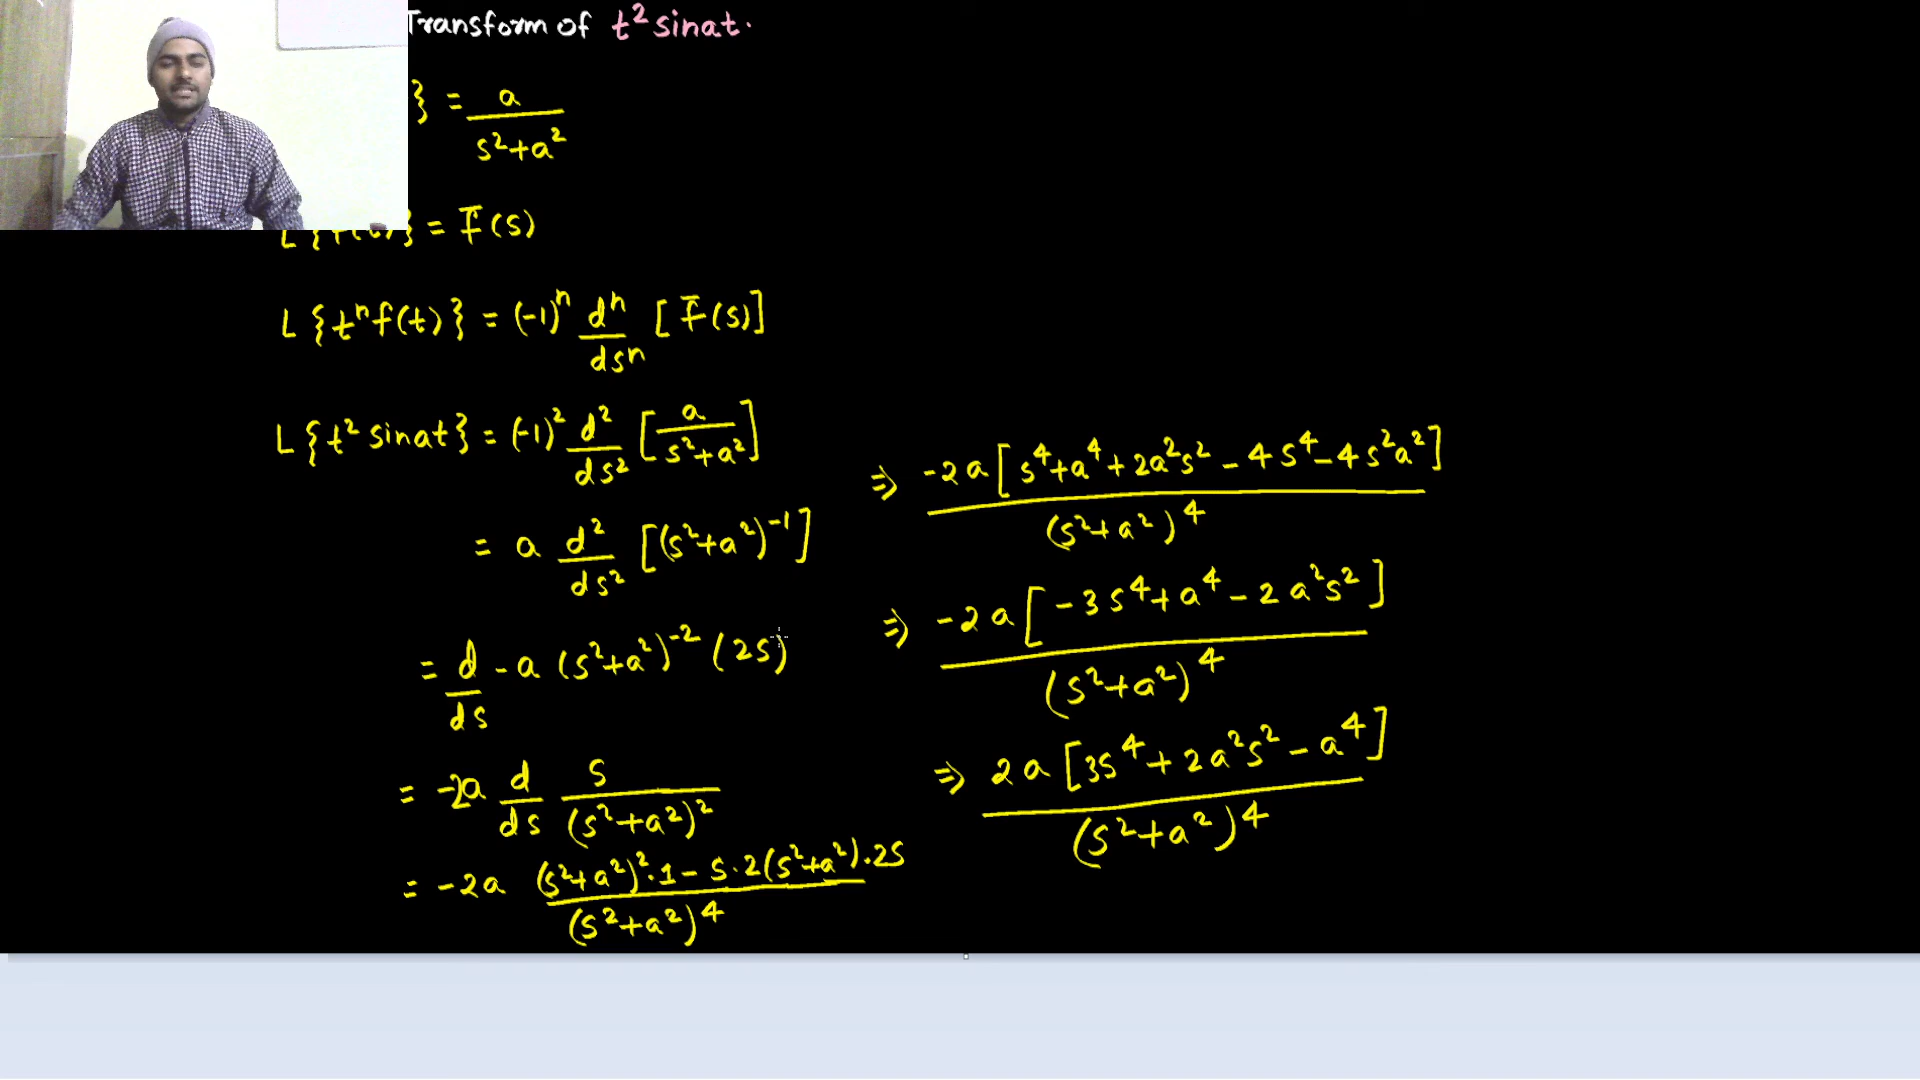 Transform of t² sinat.
} = a/(s²+a²)
L{f(t)} = F(s)
L{tⁿf(t)} = (-1)ⁿ dⁿ/dsⁿ [F(s)]
L{t² sinat} = (-1)² d²/ds² [a/(s²+a²)]
= a d²/ds² [(s²+a²)⁻¹]
= d/ds -a (s²+a²)⁻² (2s)
= -2a d/ds s/(s²+a²)²
= -2a ((s²+a²)².1 - s.2(s²+a²).2s)/(s²+a²)⁴
⇒ -2a[s⁴+a⁴+2a²s²-4s⁴-4s²a²]/(s²+a²)⁴
⇒ -2a[-3s⁴+a⁴-2a²s²]/(s²+a²)⁴
⇒ 2a[3s⁴+2a²s²-a⁴]/(s²+a²)⁴